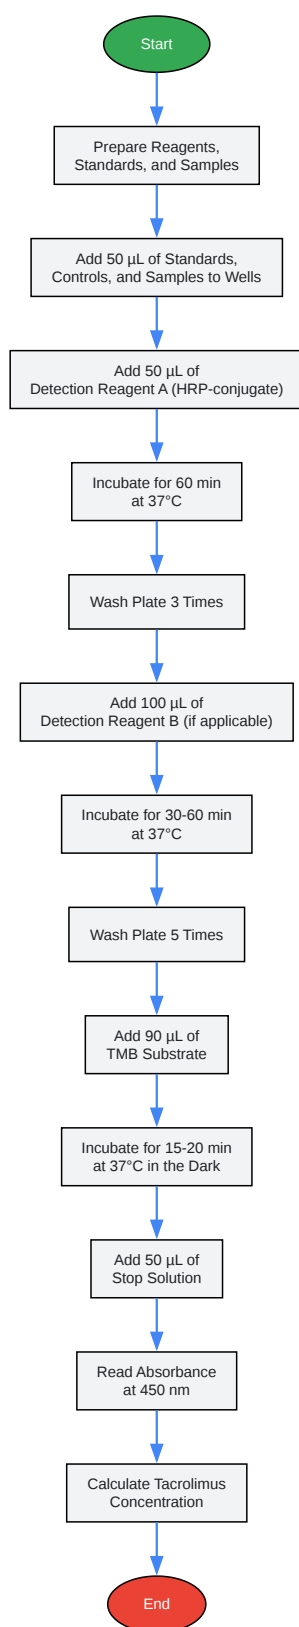 Start
Prepare Reagents,
Standards, and Samples
Add 50 µL of Standards,
Controls, and Samples to Wells
Add 50 µL of
Detection Reagent A (HRP-conjugate)
Incubate for 60 min
at 37°C
Wash Plate 3 Times
Add 100 µL of
Detection Reagent B (if applicable)
Incubate for 30-60 min
at 37°C
Wash Plate 5 Times
Add 90 µL of
TMB Substrate
Incubate for 15-20 min
at 37°C in the Dark
Add 50 µL of
Stop Solution
Read Absorbance
at 450 nm
Calculate Tacrolimus
Concentration
End